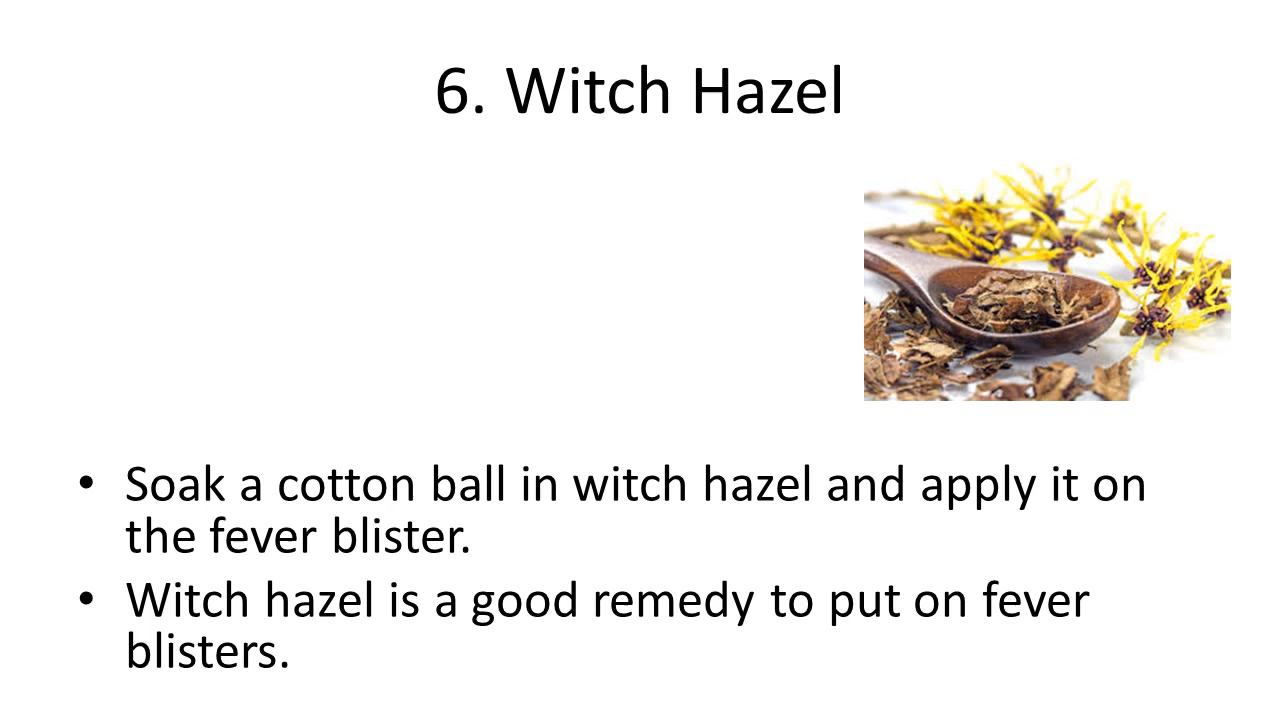 6. Witch Hazel
• Soak a cotton ball in witch hazel and apply it on
the fever blister.
• Witch hazel is a good remedy to put on fever
blisters.